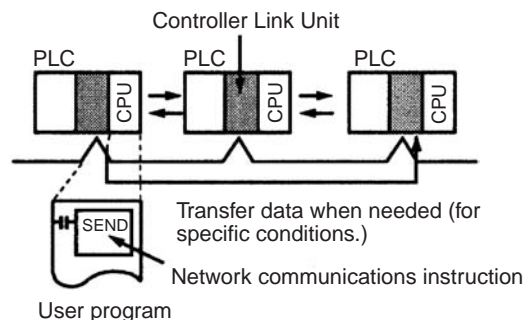 Controller Link Unit
PLC
PLC
PLC
CPU
CPU
CPU
SEND
Transfer data when needed (for
specific conditions.)
Network communications instruction
User program